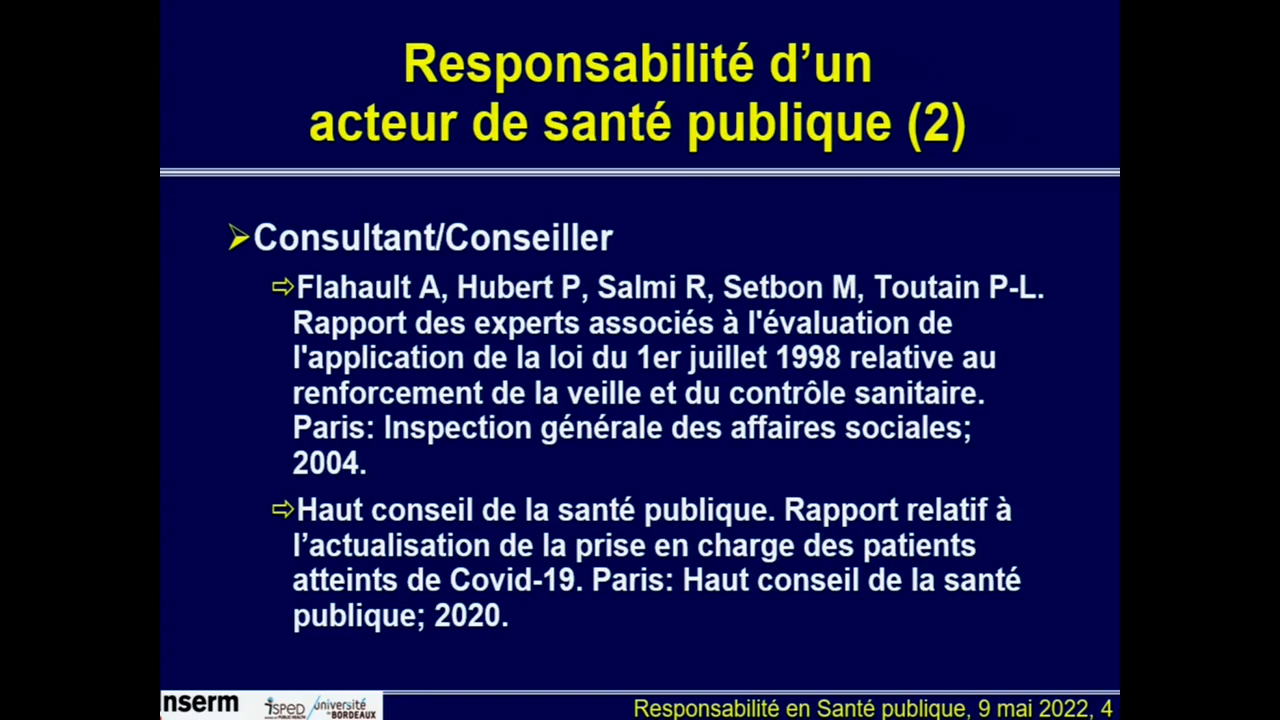 Responsabilité d’un
acteur de santé publique (2)
Consultant/Conseiller
Flahault A, Hubert P, Salmi R, Setbon M, Toutain P-L.
Rapport des experts associés à l'évaluation de
l'application de la loi du 1er juillet 1998 relative au
renforcement de la veille et du contrôle sanitaire.
Paris: Inspection générale des affaires sociales;
2004.
Haut conseil de la santé publique. Rapport relatif à
l’actualisation de la prise en charge des patients
atteints de Covid-19. Paris: Haut conseil de la santé
publique; 2020.
nserm
isped
université
de BORDEAUX
Responsabilité en Santé publique, 9 mai 2022, 4